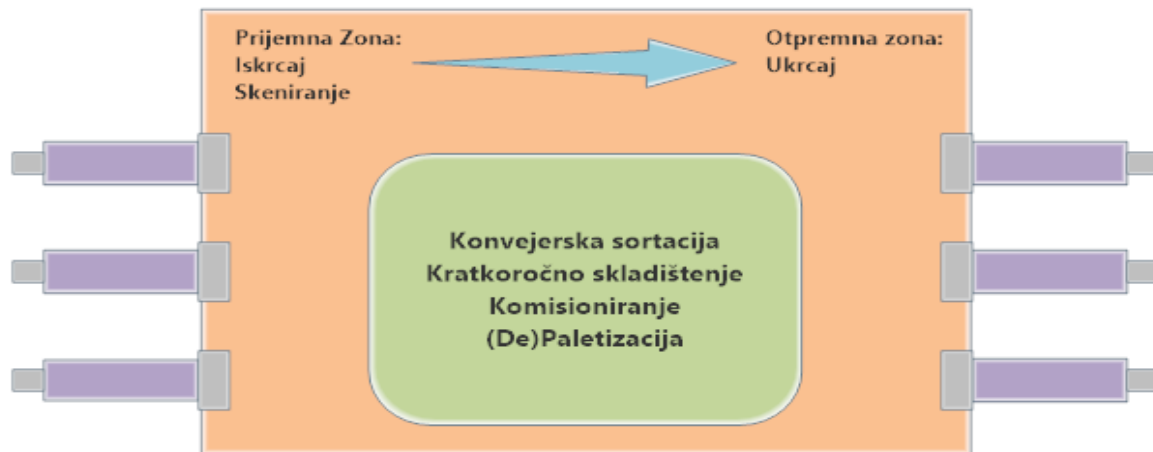 Prijemna Zona:
Iskrcaj
Skeniranje
Otpremna zona:
Ukrcaj
Konvejerska sortacija
Kratkoročno skladištenje
Komisioniranje
(De)Paletizacija